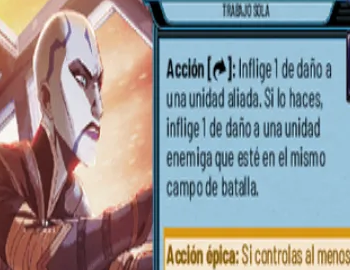 TRABAJO SOLA
Acción [↷]: Inflige 1 de daño a
una unidad aliada. Si lo haces,
inflige 1 de daño a una unidad
enemiga que esté en el mismo
campo de batalla.
Acción épica: Si controlas al menos